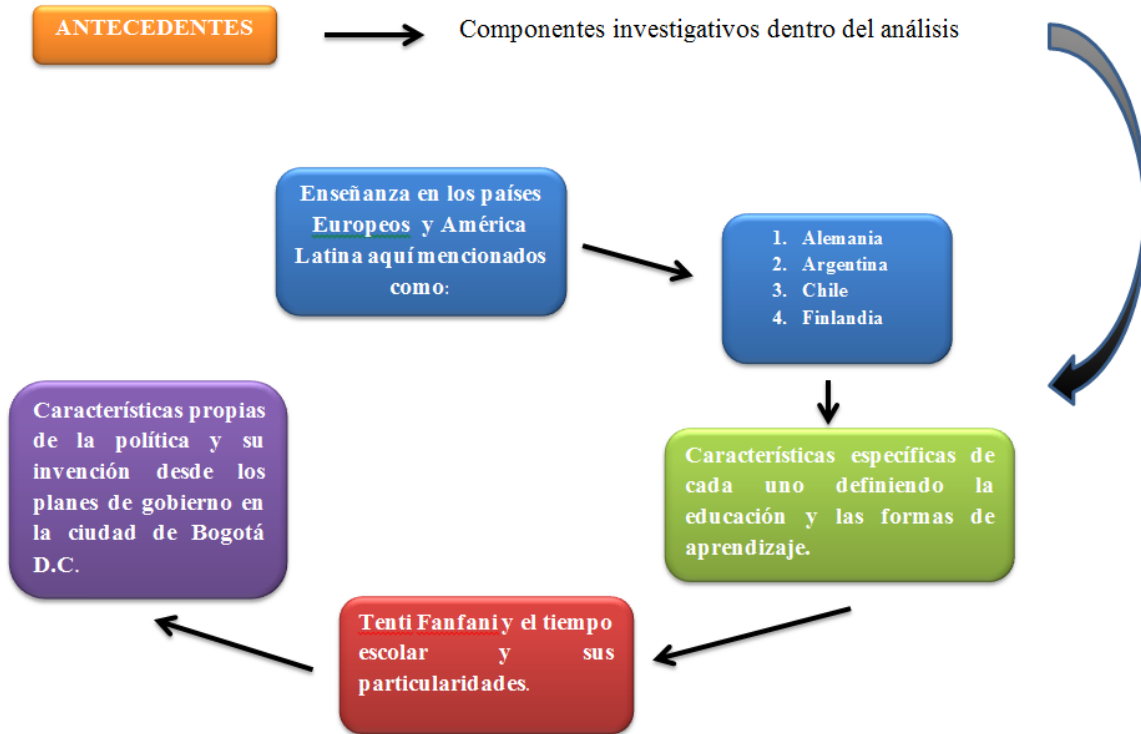 ANTECEDENTES
Componentes investigativos dentro del análisis
Enseñanza en los países
Europeos y América
Latina aquí mencionados
como:
1. Alemania
2. Argentina
3. Chile
4. Finlandia
Características específicas de
cada uno definiendo la
educación y las formas de
aprendizaje.
Tenti Fanfani y el tiempo
escolar y sus
particularidades.
Características propias
de la política y su
invención desde los
planes de gobierno en
la ciudad de Bogotá
D.C.